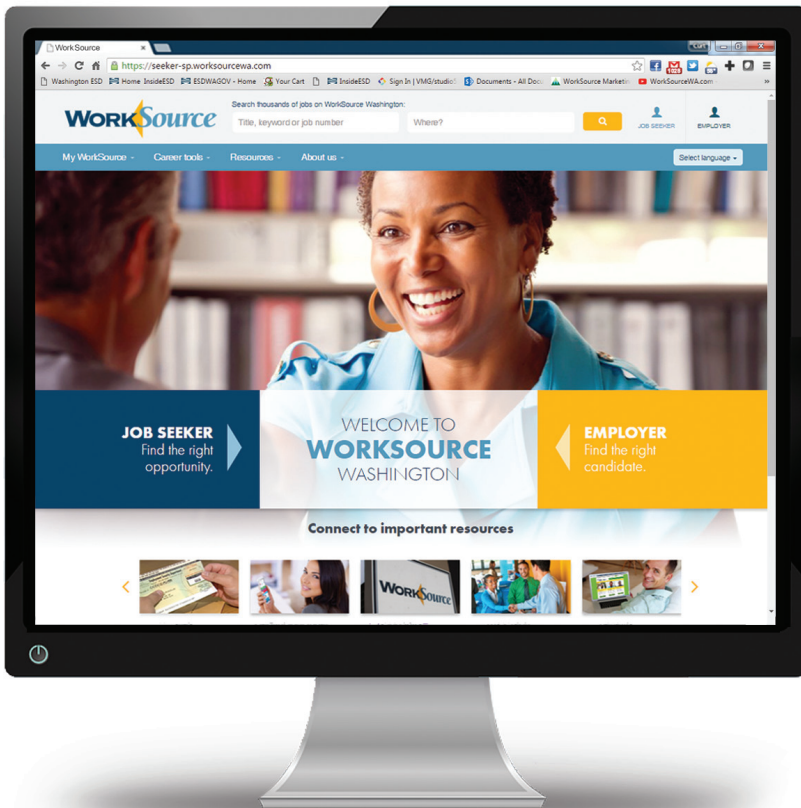 WorkSource
https://seeker-sp.worksourcewa.com
Washington ESD Home InsideESD ESDWAGOV - Home Your Cart InsideESD Sign In | VMG/studio Documents - All Docu WorkSource Marketin WorkSourceWA.com »
Search thousands of jobs on WorkSource Washington:
WORKSource Title, keyword or job number Where? JOB SEEKER EMPLOYER
My WorkSource Career tools Resources About us Select language
JOB SEEKER
Find the right
opportunity.
WELCOME TO
WORKSOURCE
WASHINGTON
EMPLOYER
Find the right
candidate.
Connect to important resources
WORKSource